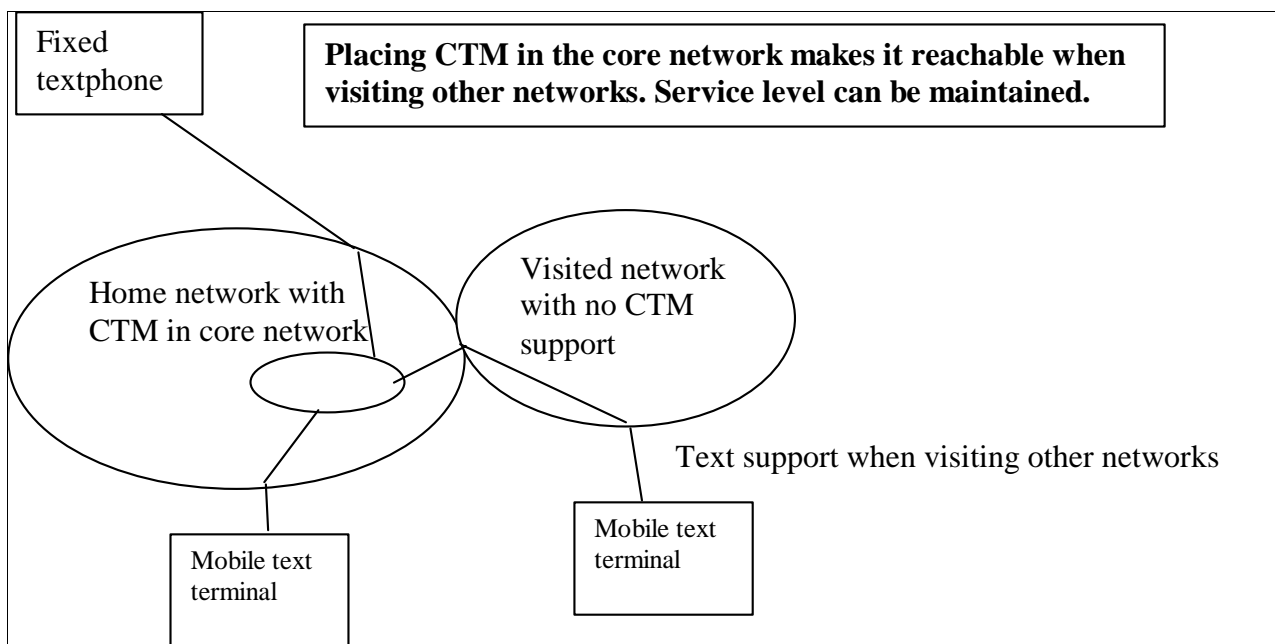 Fixed
textphone
Placing CTM in the core network makes it reachable when
visiting other networks. Service level can be maintained.
Home network with
CTM in core network
Visited network
with no CTM
support
Text support when visiting other networks
Mobile text
terminal
Mobile text
terminal